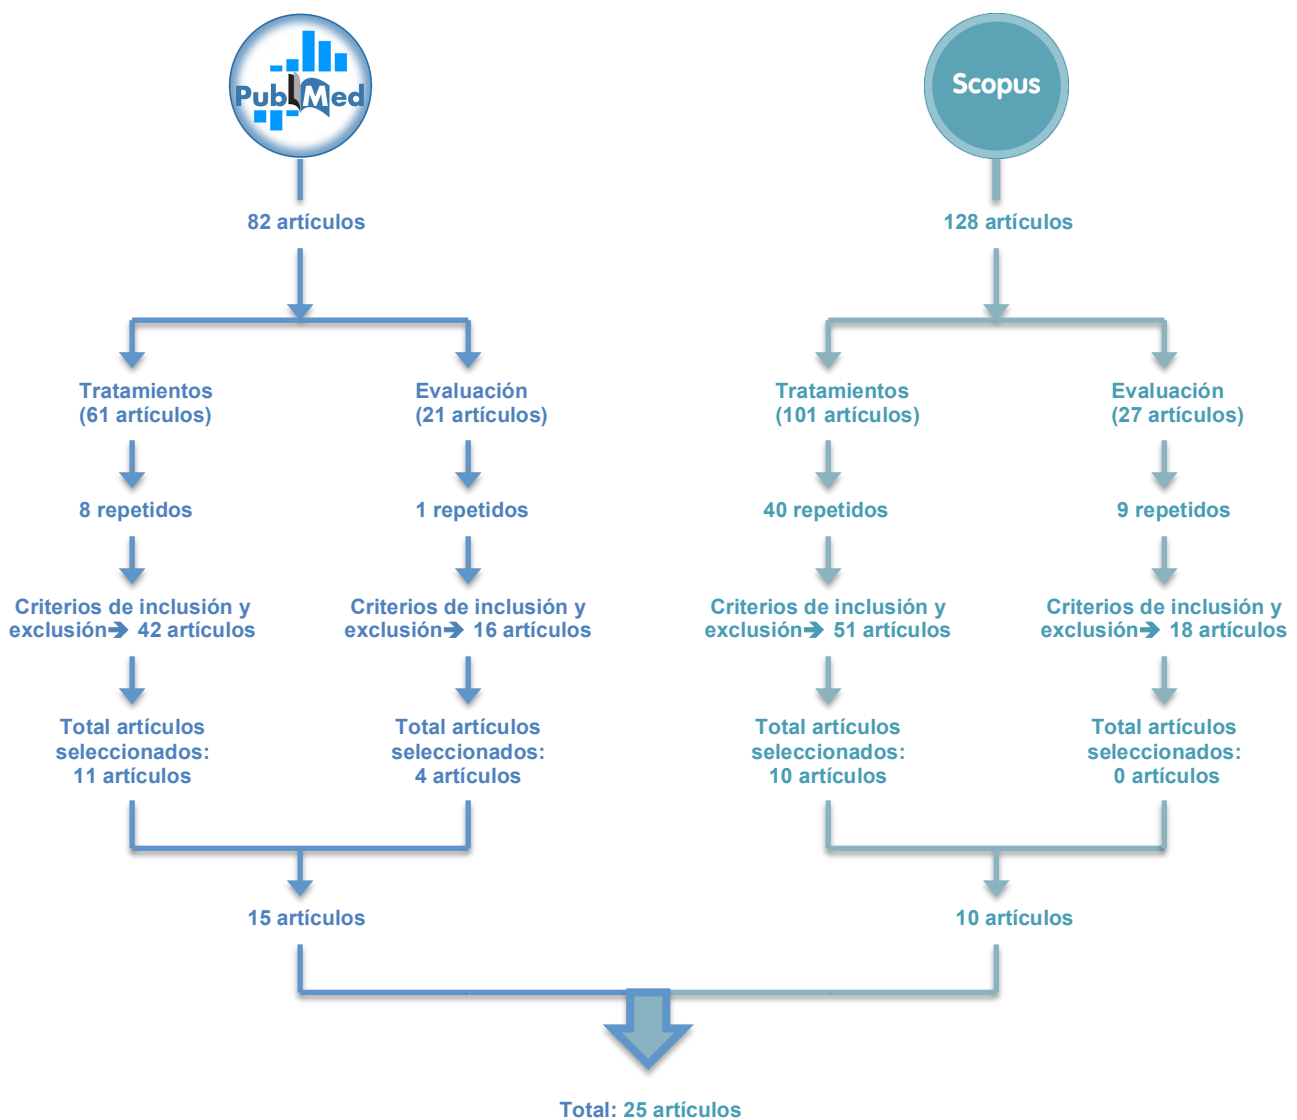 PubMed
Scopus
82 artículos
128 artículos
Tratamientos
(61 artículos)
Evaluación
(21 artículos)
Tratamientos
(101 artículos)
Evaluación
(27 artículos)
8 repetidos
1 repetidos
40 repetidos
9 repetidos
Criterios de inclusión y
exclusión➔ 42 artículos
Criterios de inclusión y
exclusión➔ 16 artículos
Criterios de inclusión y
exclusión➔ 51 artículos
Criterios de inclusión y
exclusión➔ 18 artículos
Total artículos
seleccionados:
11 artículos
Total artículos
seleccionados:
4 artículos
Total artículos
seleccionados:
10 artículos
Total artículos
seleccionados:
0 artículos
15 artículos
10 artículos
Total: 25 artículos